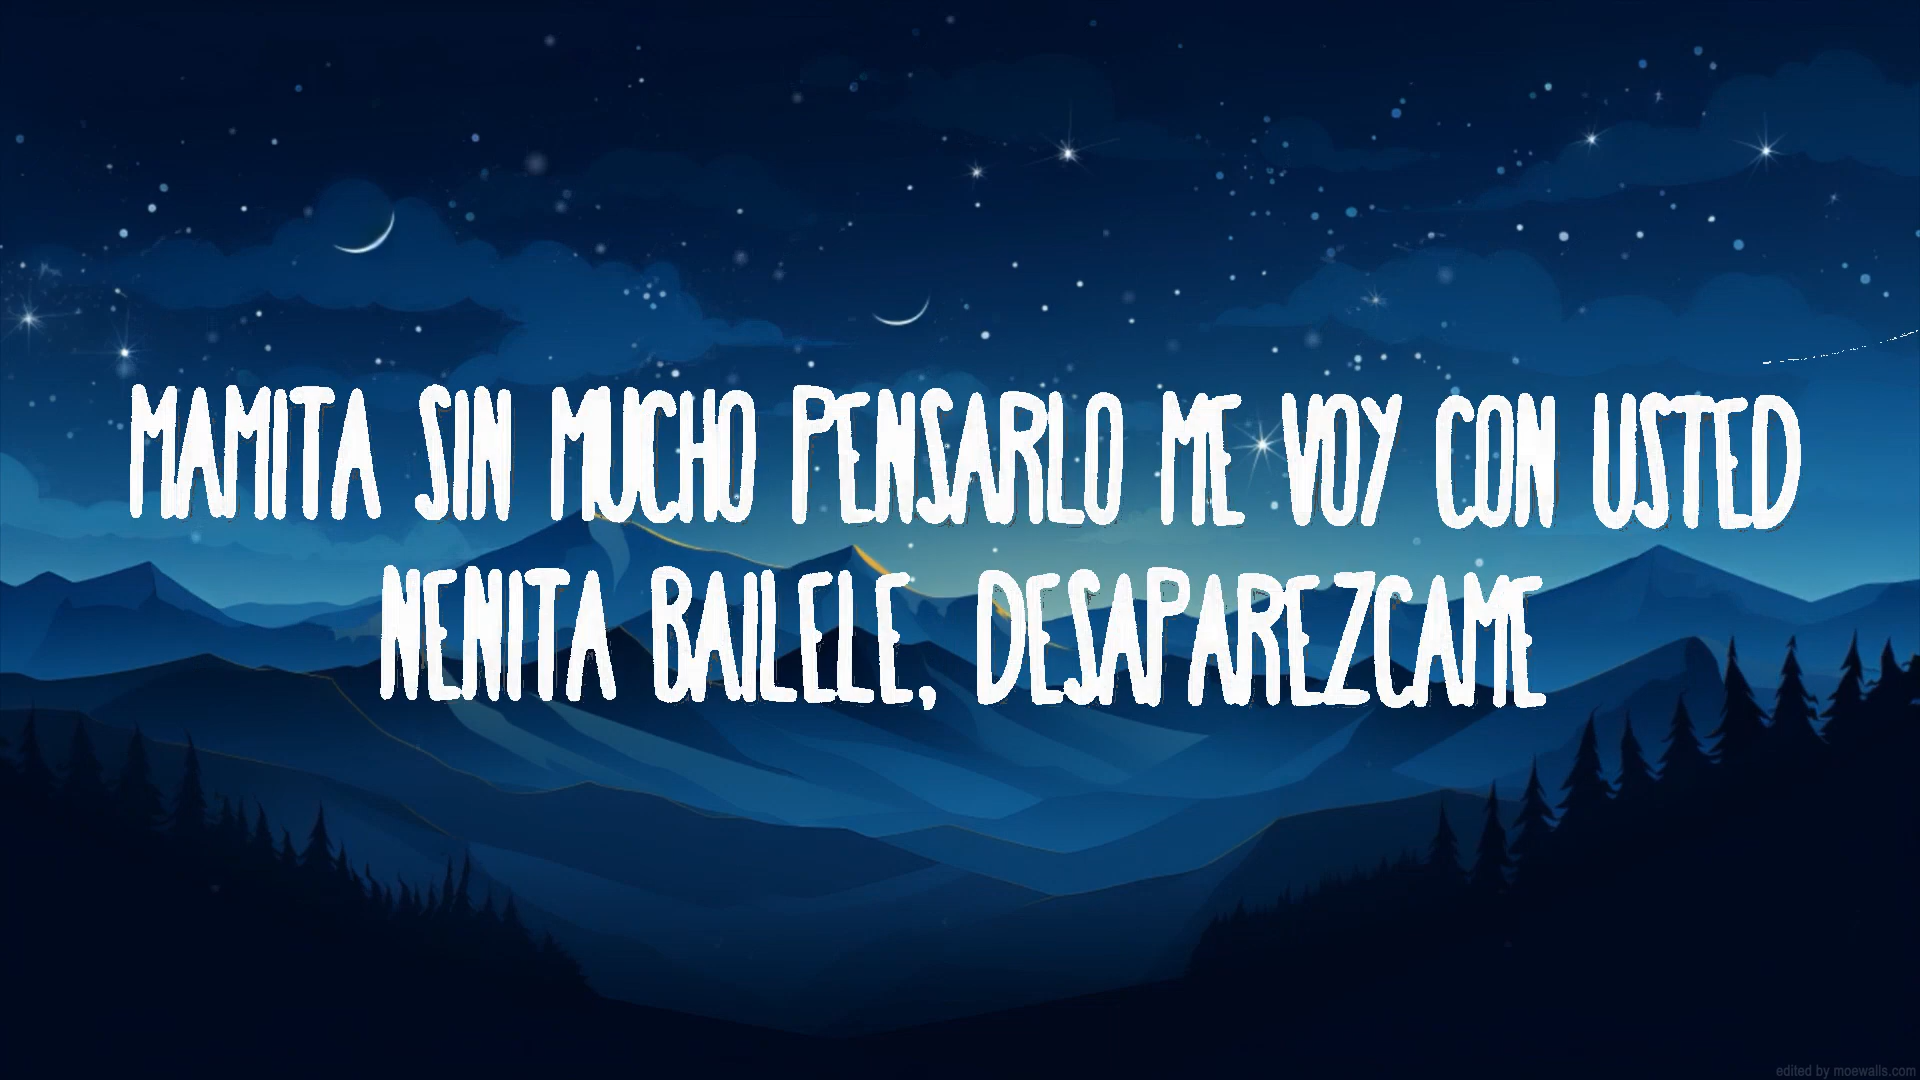 MAMITA SIN MUCHO PENSARLO ME VOY CON USTED
NENITA BAILELE, DESAPAREZCAME
edited by moewalls.com